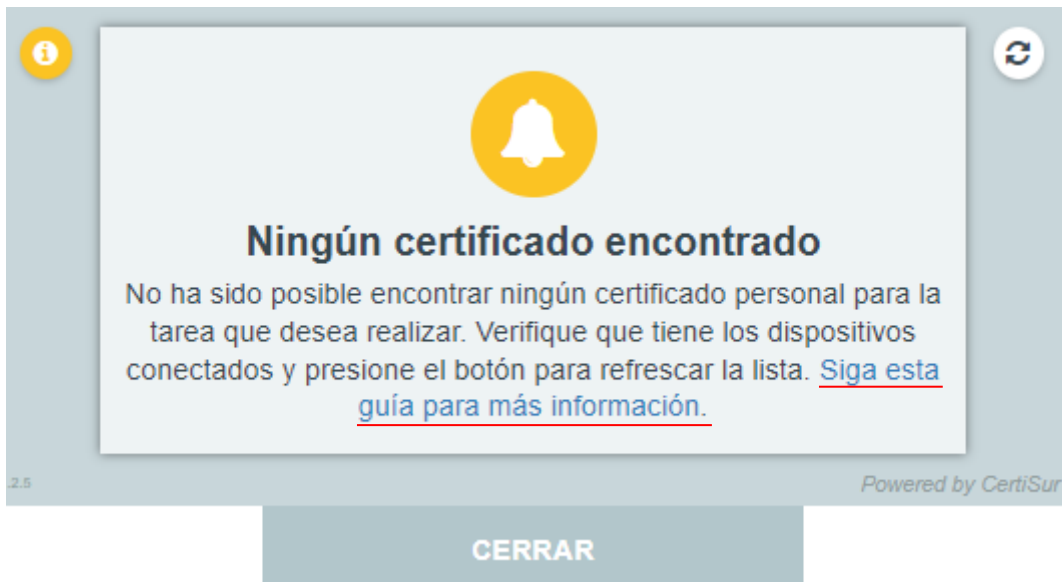 Ningún certificado encontrado
No ha sido posible encontrar ningún certificado personal para la
tarea que desea realizar. Verifique que tiene los dispositivos
conectados y presione el botón para refrescar la lista. Siga esta
guía para más información.
.2.5
Powered by CertiSur
CERRAR